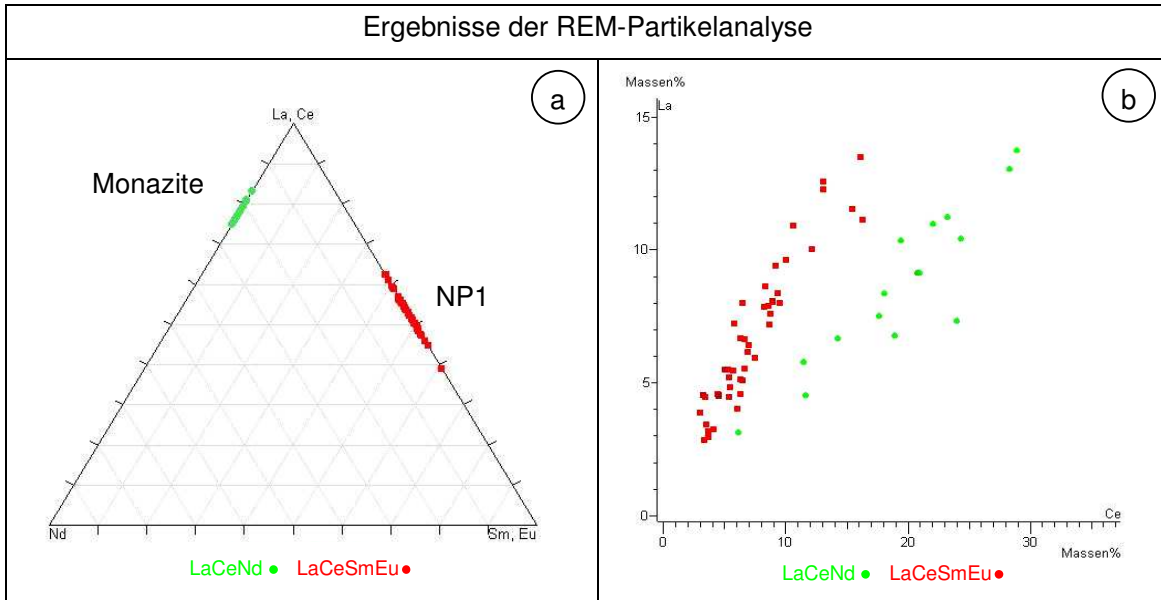 Ergebnisse der REM-Partikelanalyse
a
La, Ce
Monazite
NP1
Nd
Sm, Eu
LaCeNd LaCeSmEu
b
Massen%
La
15
10
5
0
0 10 20 30
Ce
Massen%
LaCeNd LaCeSmEu